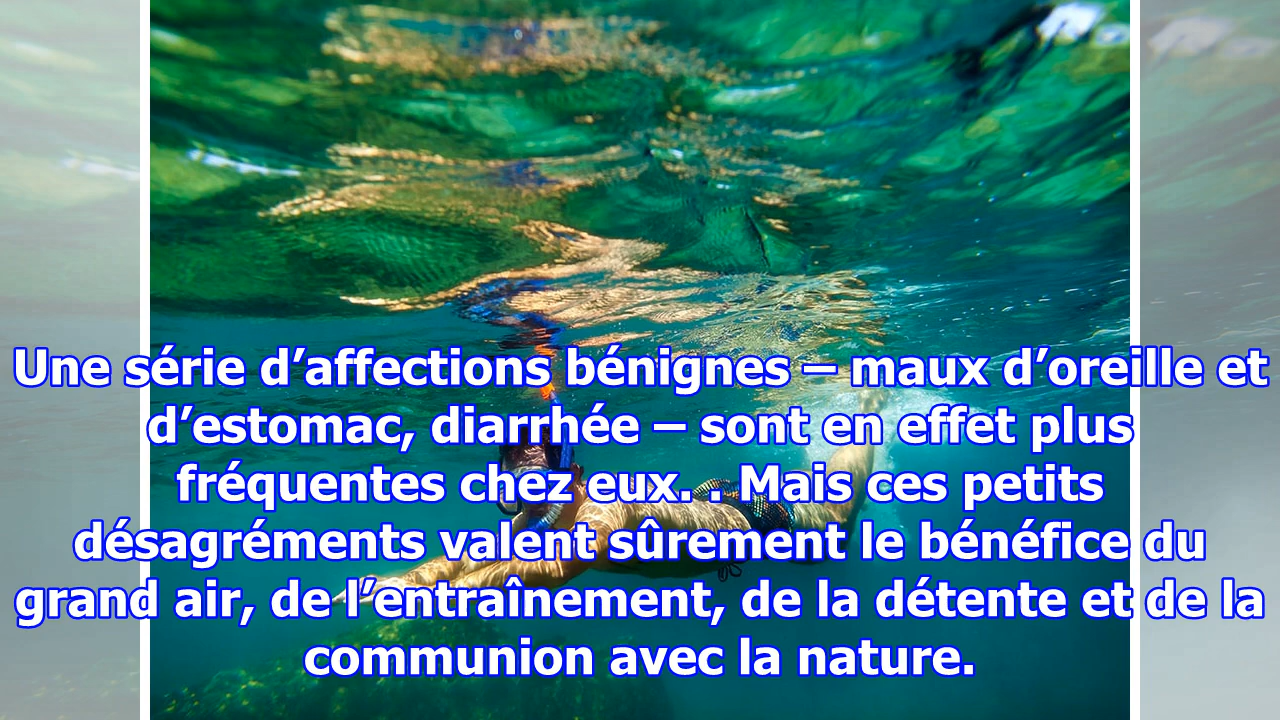 Une série d’affections bénignes – maux d’oreille et
d’estomac, diarrhée – sont en effet plus
fréquentes chez eux. . Mais ces petits
désagréments valent sûrement le bénéfice du
grand air, de l’entraînement, de la détente et de la
communion avec la nature.